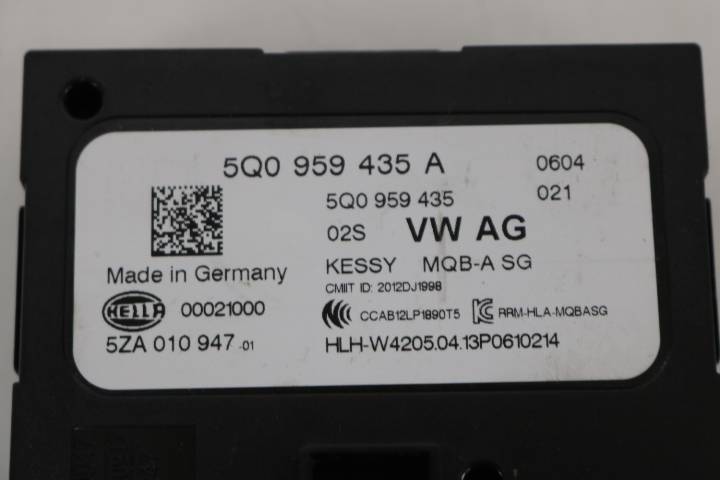 5Q0 959 435 A 0604
5Q0 959 435 021
02S VW AG
Made in Germany KESSY MQB-A SG
CMIIT ID: 2012DJ1998
HELLA 00021000 CCAB12LP1890T5 RRM-HLA-MQBASG
5ZA 010 947 -01 HLH-W4205.04.13P0610214